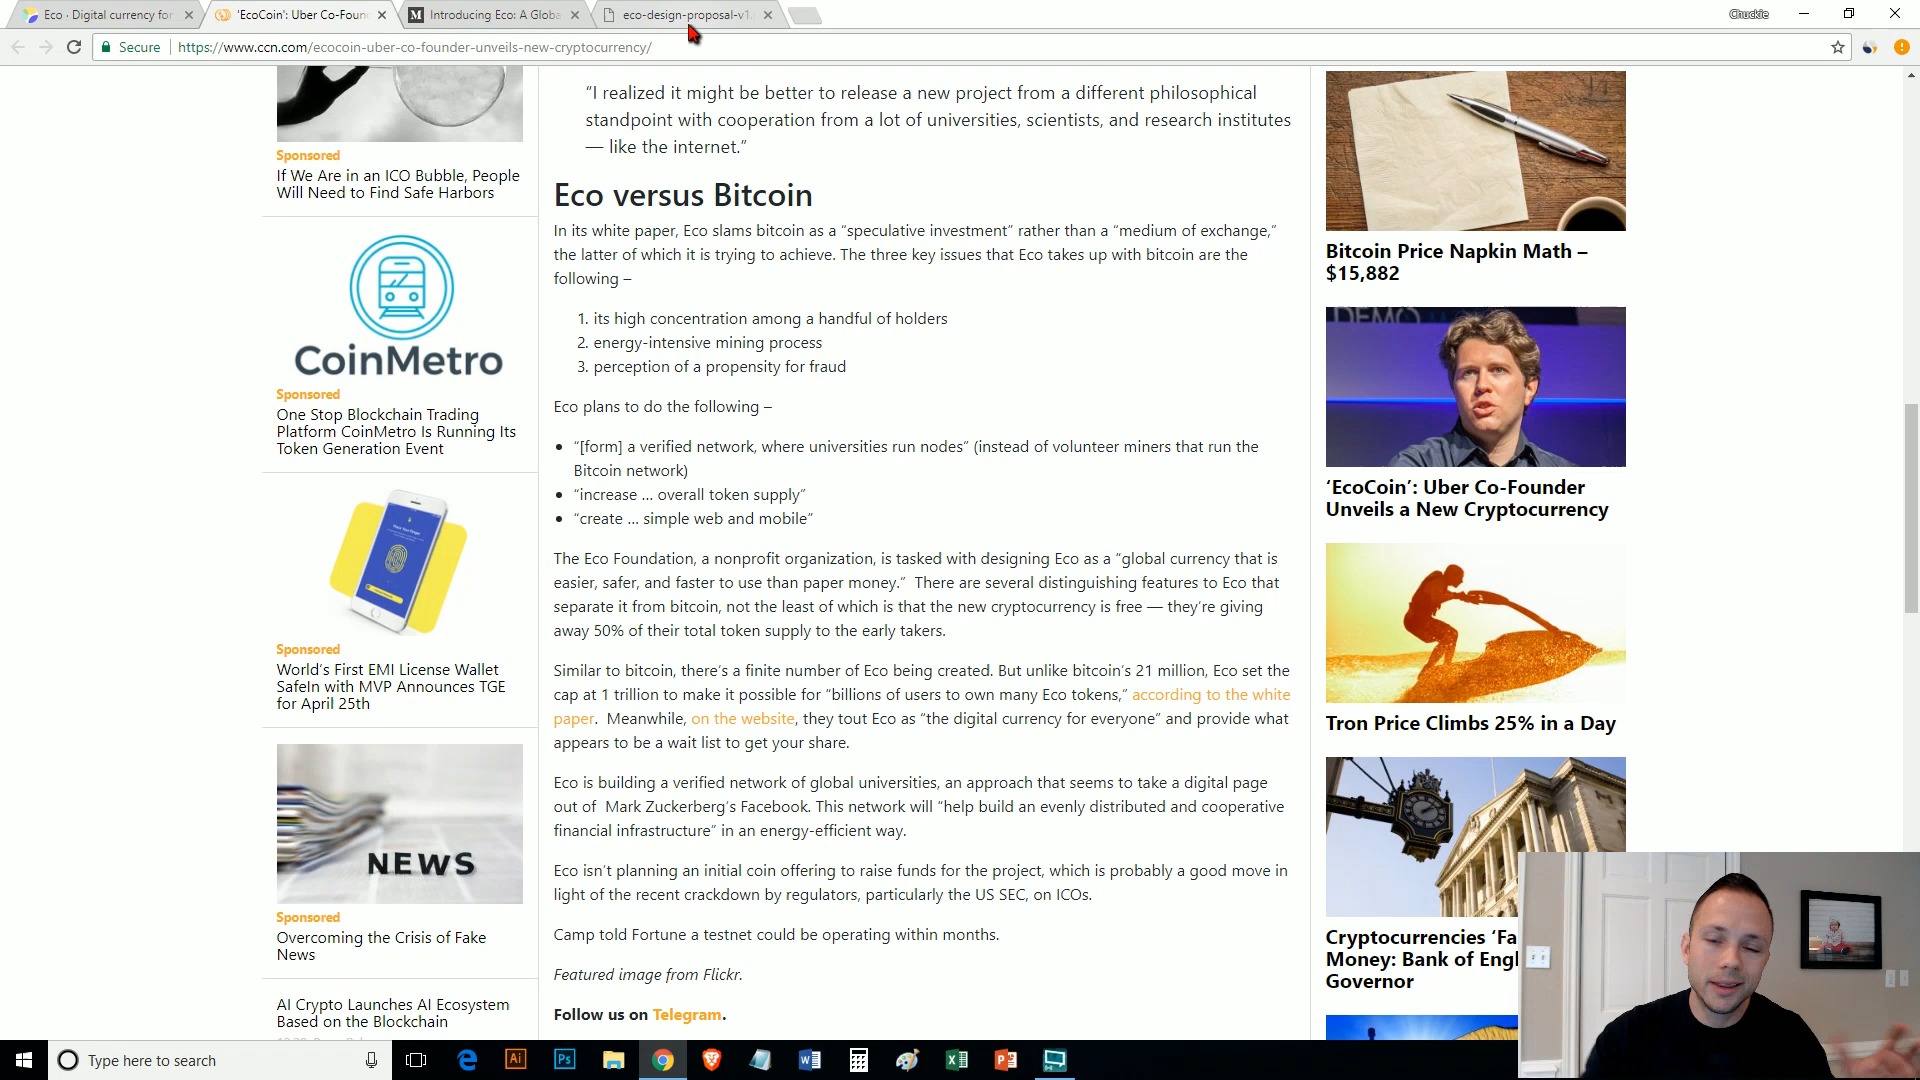 Eco · Digital currency for
'EcoCoin': Uber Co-Foun
Introducing Eco: A Globa
eco-design-proposal-v1.
Chuckie
Secure
https://www.ccn.com/ecocoin-uber-co-founder-unveils-new-cryptocurrency/
Sponsored
If We Are in an ICO Bubble, People
Will Need to Find Safe Harbors
CoinMetro
Sponsored
One Stop Blockchain Trading
Platform CoinMetro Is Running Its
Token Generation Event
Sponsored
World's First EMI License Wallet
SafeIn with MVP Announces TGE
for April 25th
NEWS
Sponsored
Overcoming the Crisis of Fake
News
AI Crypto Launches AI Ecosystem
Based on the Blockchain
“I realized it might be better to release a new project from a different philosophical
standpoint with cooperation from a lot of universities, scientists, and research institutes
— like the internet.”
Eco versus Bitcoin
In its white paper, Eco slams bitcoin as a “speculative investment” rather than a “medium of exchange,”
the latter of which it is trying to achieve. The three key issues that Eco takes up with bitcoin are the
following –
1. its high concentration among a handful of holders
2. energy-intensive mining process
3. perception of a propensity for fraud
Eco plans to do the following –
• “[form] a verified network, where universities run nodes” (instead of volunteer miners that run the
Bitcoin network)
• “increase … overall token supply”
• “create … simple web and mobile”
The Eco Foundation, a nonprofit organization, is tasked with designing Eco as a “global currency that is
easier, safer, and faster to use than paper money.” There are several distinguishing features to Eco that
separate it from bitcoin, not the least of which is that the new cryptocurrency is free — they’re giving
away 50% of their total token supply to the early takers.
Similar to bitcoin, there’s a finite number of Eco being created. But unlike bitcoin’s 21 million, Eco set the
cap at 1 trillion to make it possible for “billions of users to own many Eco tokens,” according to the white
paper. Meanwhile, on the website, they tout Eco as “the digital currency for everyone” and provide what
appears to be a wait list to get your share.
Eco is building a verified network of global universities, an approach that seems to take a digital page
out of Mark Zuckerberg’s Facebook. This network will “help build an evenly distributed and cooperative
financial infrastructure” in an energy-efficient way.
Eco isn’t planning an initial coin offering to raise funds for the project, which is probably a good move in
light of the recent crackdown by regulators, particularly the US SEC, on ICOs.
Camp told Fortune a testnet could be operating within months.
Featured image from Flickr.
Follow us on Telegram.
Bitcoin Price Napkin Math –
$15,882
DEMO
‘EcoCoin’: Uber Co-Founder
Unveils a New Cryptocurrency
Tron Price Climbs 25% in a Day
Cryptocurrencies ‘Fa
Money: Bank of Engl
Governor
Type here to search